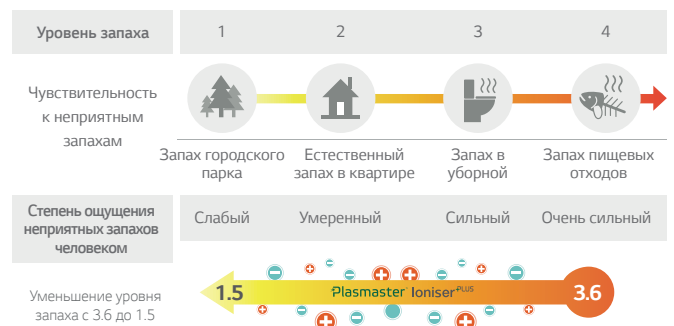 Уровень запаха 1 2 3 4
Чувствительность
к неприятным
запахам
Запах городского
парка
Естественный
запах в квартире
Запах в
уборной
Запах пищевых
отходов
Степень ощущения
неприятных запахов
человеком
Слабый Умеренный Сильный Очень сильный
Уменьшение уровня
запаха с 3.6 до 1.5
1.5 Plasmaster Ioniser PLUS 3.6